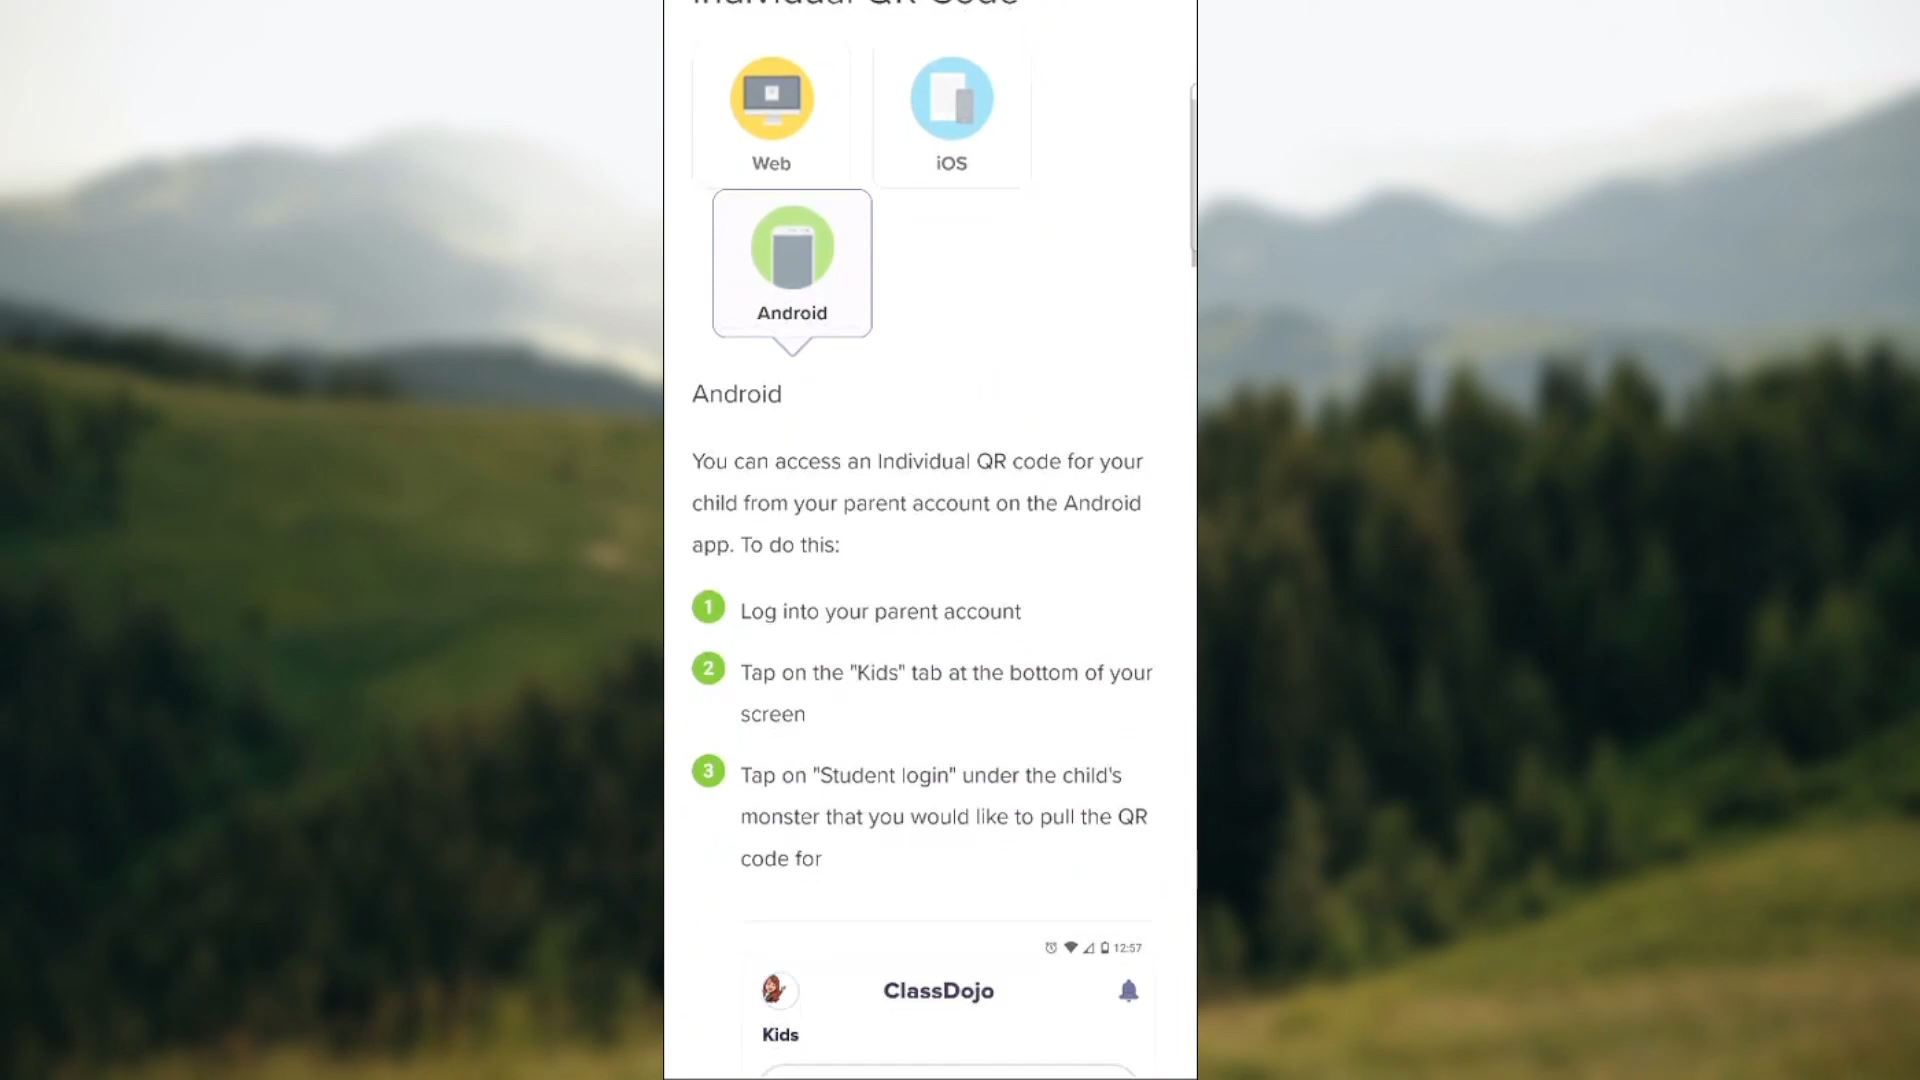 Individual QR Code
Web
iOS
Android
Android
You can access an Individual QR code for your
child from your parent account on the Android
app. To do this:
1 Log into your parent account
2 Tap on the "Kids" tab at the bottom of your
screen
3 Tap on "Student login" under the child's
monster that you would like to pull the QR
code for
12:57
ClassDojo
Kids